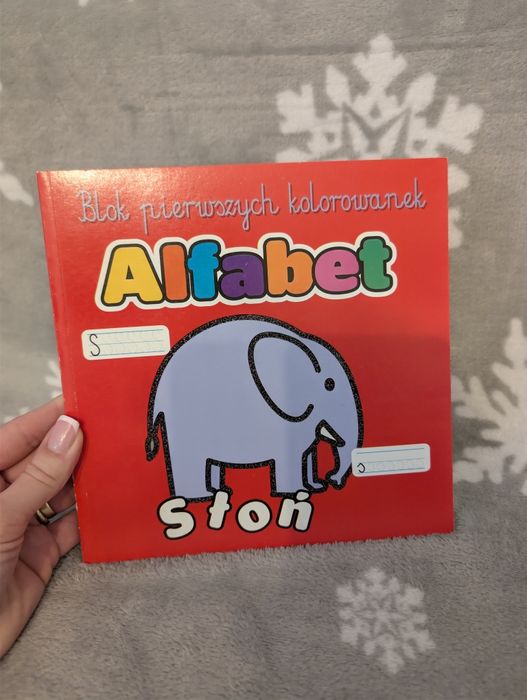 Blok pierwszych kolorowanek
Alfabet
S
s
Słoń